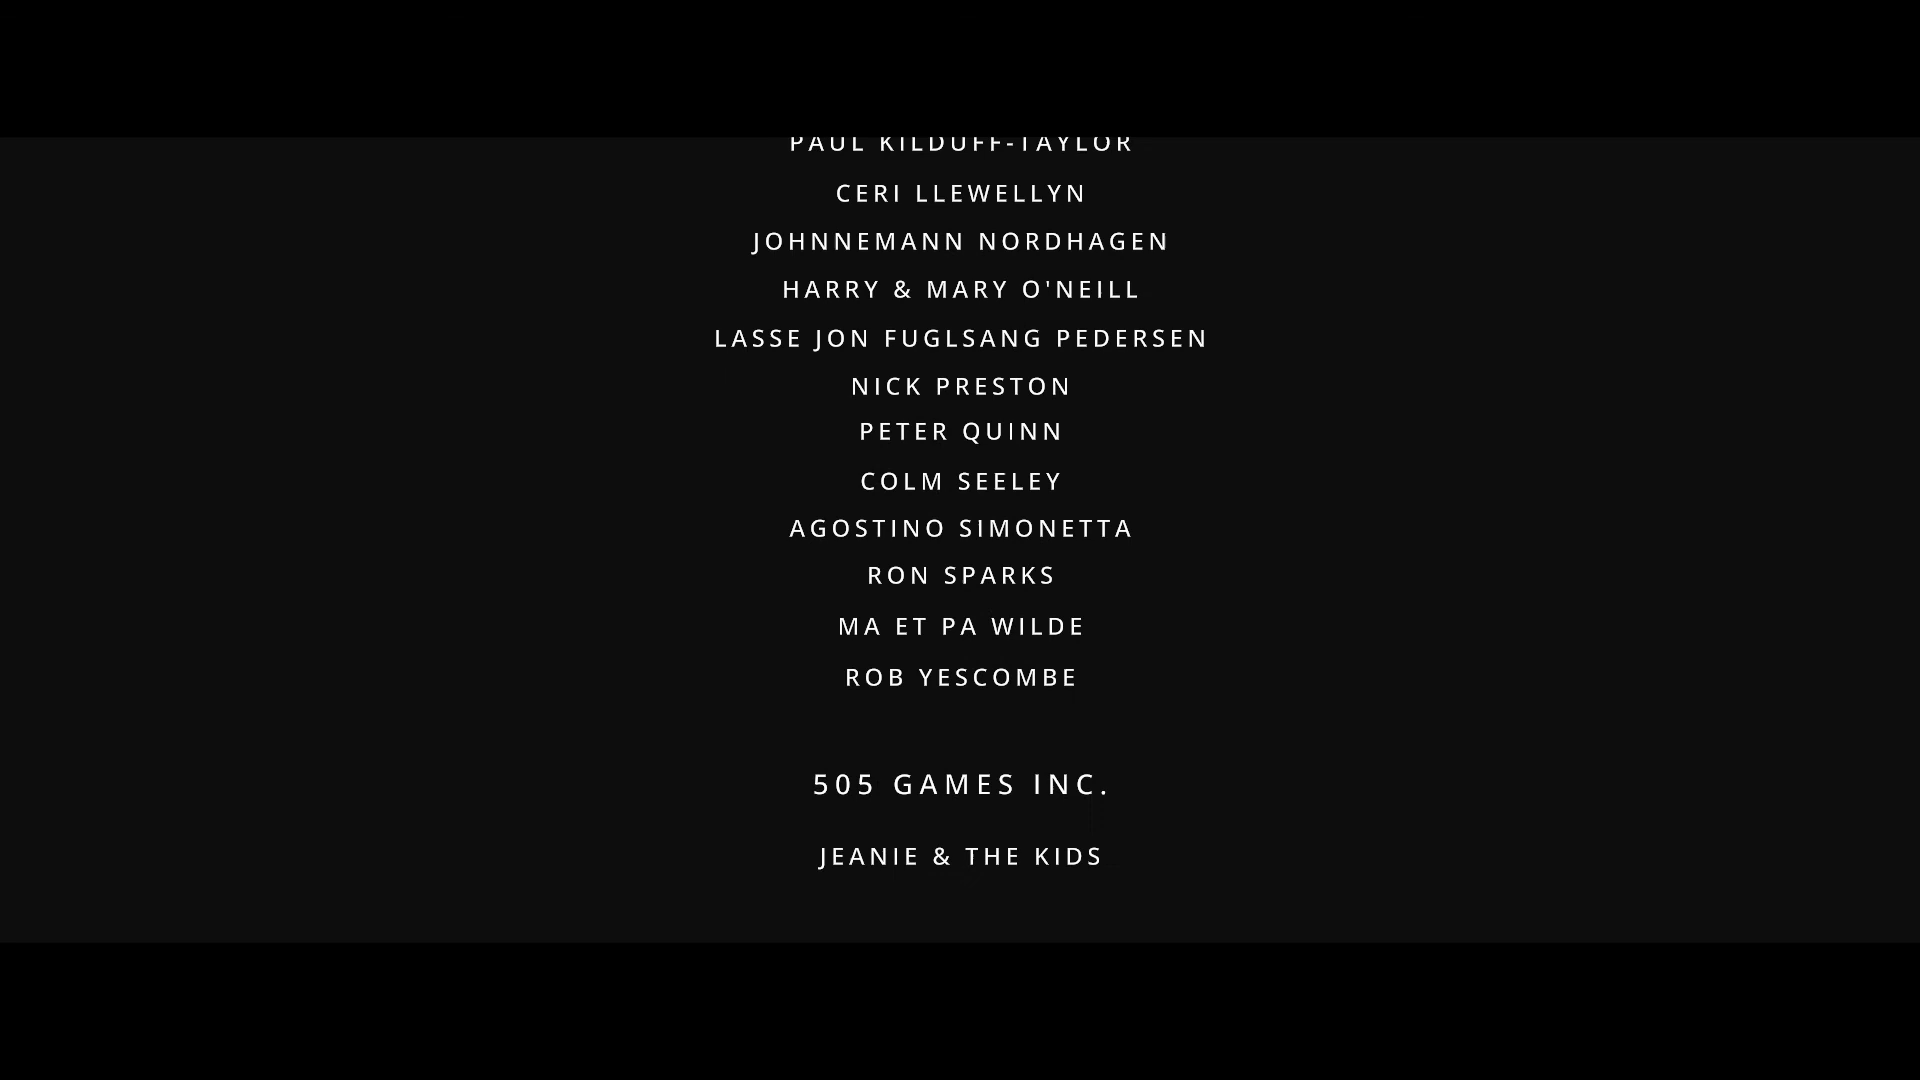 PAUL KILDUFF-TAYLOR
CERI LLEWELLYN
JOHNNEMANN NORDHAGEN
HARRY & MARY O'NEILL
LASSE JON FUGLSANG PEDERSEN
NICK PRESTON
PETER QUINN
COLM SEELEY
AGOSTINO SIMONETTA
RON SPARKS
MA ET PA WILDE
ROB YESCOMBE
505 GAMES INC.
JEANIE & THE KIDS